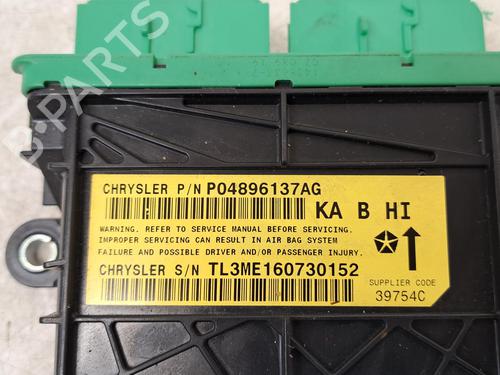 B-PARTS
CHRYSLER P/N P04896137AG
KA B HI
WARNING. REFER TO SERVICE MANUAL BEFORE SERVICING.
IMPROPER SERVICING CAN RESULT IN AIR BAG SYSTEM
FAILURE AND POSSIBLE DRIVER AND/OR PASSENGER INJURY.
CHRYSLER S/N TL3ME160730152
SUPPLIER CODE
39754C